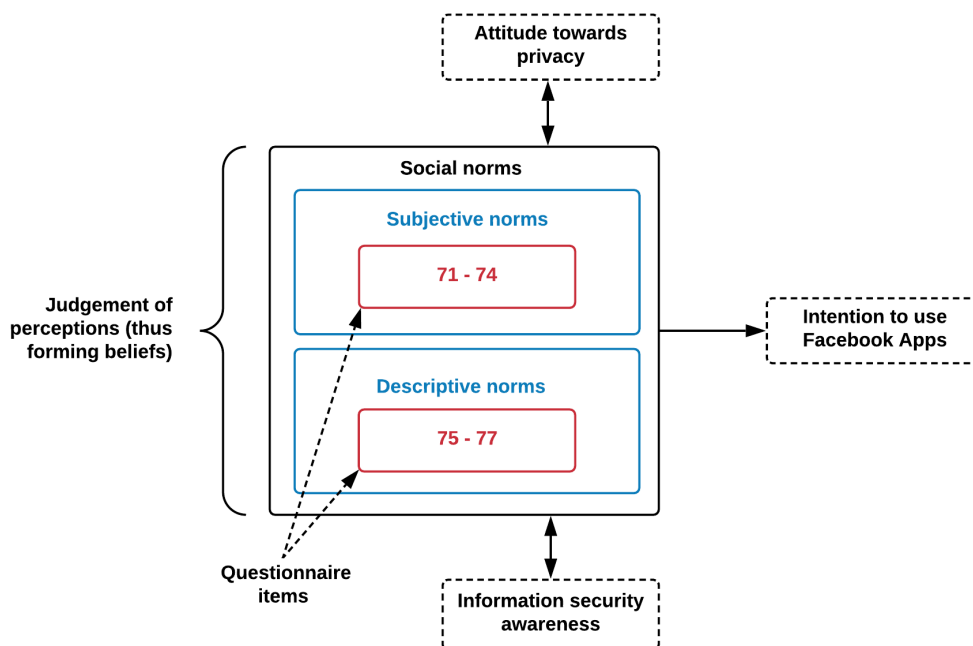 Attitude towards
privacy
Social norms
Subjective norms
71 - 74
Judgement of
perceptions (thus
forming beliefs)
Intention to use
Facebook Apps
Descriptive norms
75 - 77
Questionnaire
items
Information security
awareness